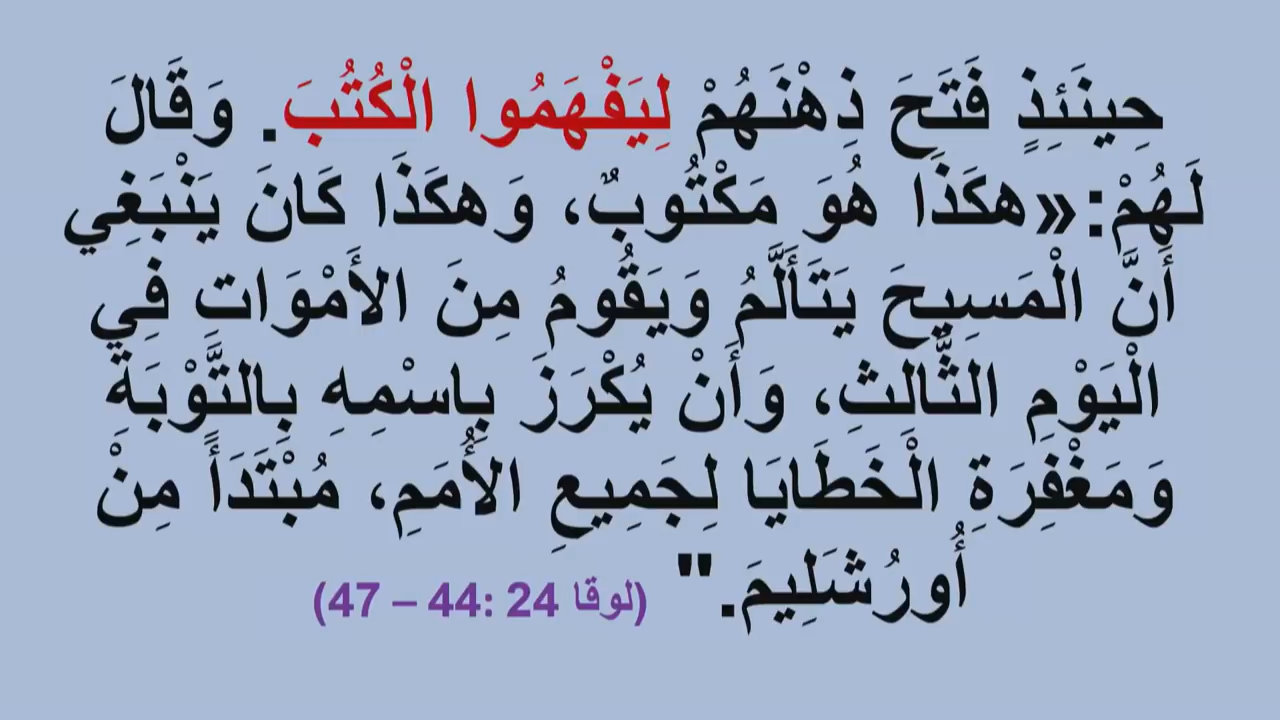 حِينَئِذٍ فَتَحَ ذِهْنَهُمْ لِيَفْهَمُوا الْكُتُبَ. وَقَالَ
لَهُمْ:«هكَذَا هُوَ مَكْتُوبٌ، وَهكَذَا كَانَ يَنْبَغِي
أَنَّ الْمَسِيحَ يَتَأَلَّمُ وَيَقُومُ مِنَ الأَمْوَاتِ فِي
الْيَوْمِ الثَّالِثِ، وَأَنْ يُكْرَزَ بِاسْمِهِ بِالتَّوْبَةِ
وَمَغْفِرَةِ الْخَطَايَا لِجَمِيعِ الأُمَمِ، مُبْتَدَأً مِنْ
أُورُشَلِيمَ." (لوقا 24 :44 – 47)